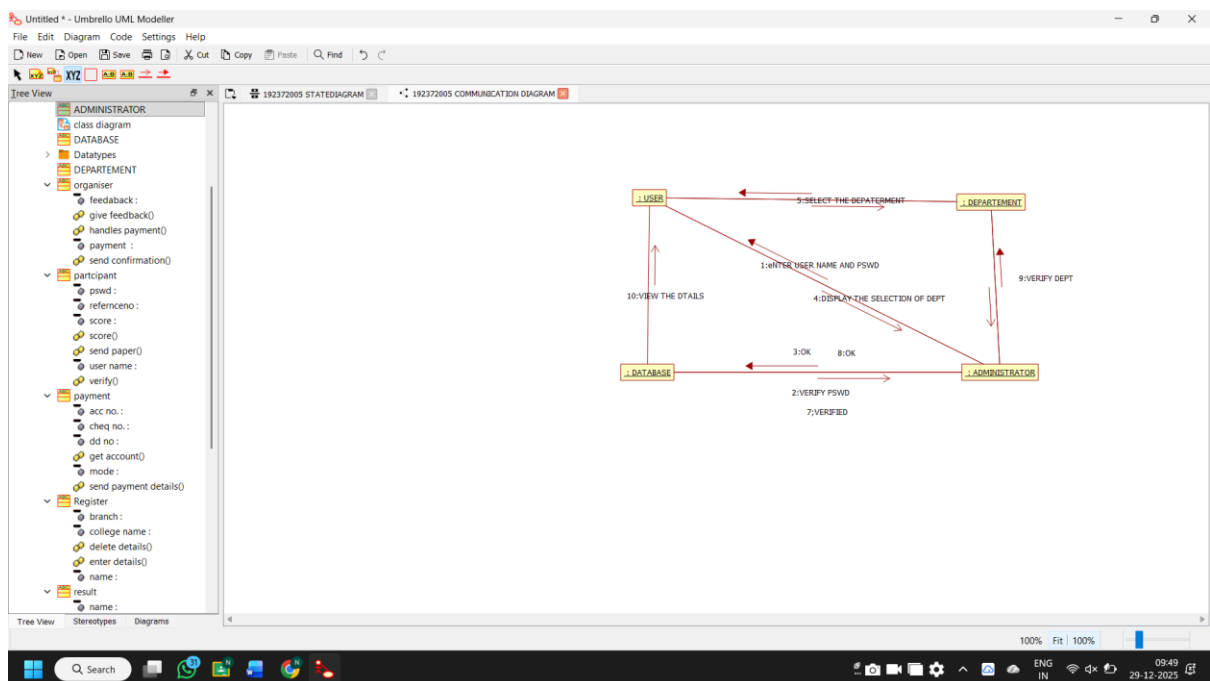 Untitled * - Umbrello UML Modeller
File Edit Diagram Code Settings Help
New Open Save Cut Copy Paste Find
XYZ
Tree View
192372005 STATEDIAGRAM
192372005 COMMUNICATION DIAGRAM
ADMINISTRATOR
class diagram
DATABASE
Datatypes
DEPARTEMENT
organiser
feedaback :
give feedback()
handles payment()
payment :
send confirmation()
partcipant
pswd :
refernceno :
score :
score()
send paper()
user name :
verify()
payment
acc no. :
cheq no. :
dd no :
get account()
mode :
send payment details()
Register
branch :
college name :
delete details()
enter details()
name :
result
name :
Tree View Stereotypes Diagrams
: USER
5:SELECT THE DEPATERMENT
: DEPARTEMENT
1:eNTER USER NAME AND PSWD
9:VERIFY DEPT
10:VIEW THE DTAILS
4:DISPLAY THE SELECTION OF DEPT
3:OK 8:OK
: DATABASE
: ADMINISTRATOR
2:VERIFY PSWD
7;VERIFIED
100% Fit 100%
Search
31
ENG
IN
09:49
29-12-2025